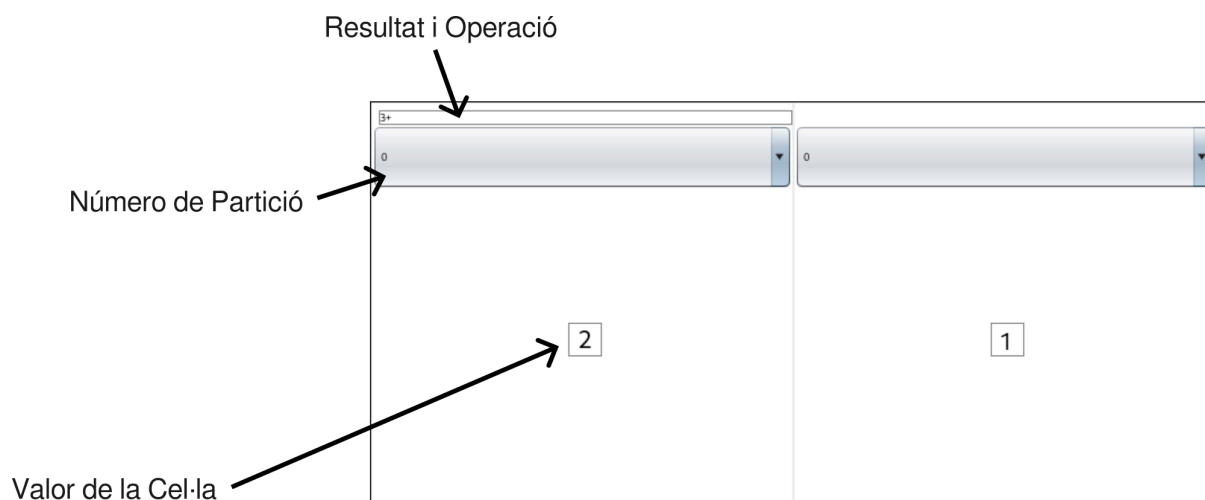 Resultat i Operació
3+
0
0
Número de Partició
2
1
Valor de la Cel·la